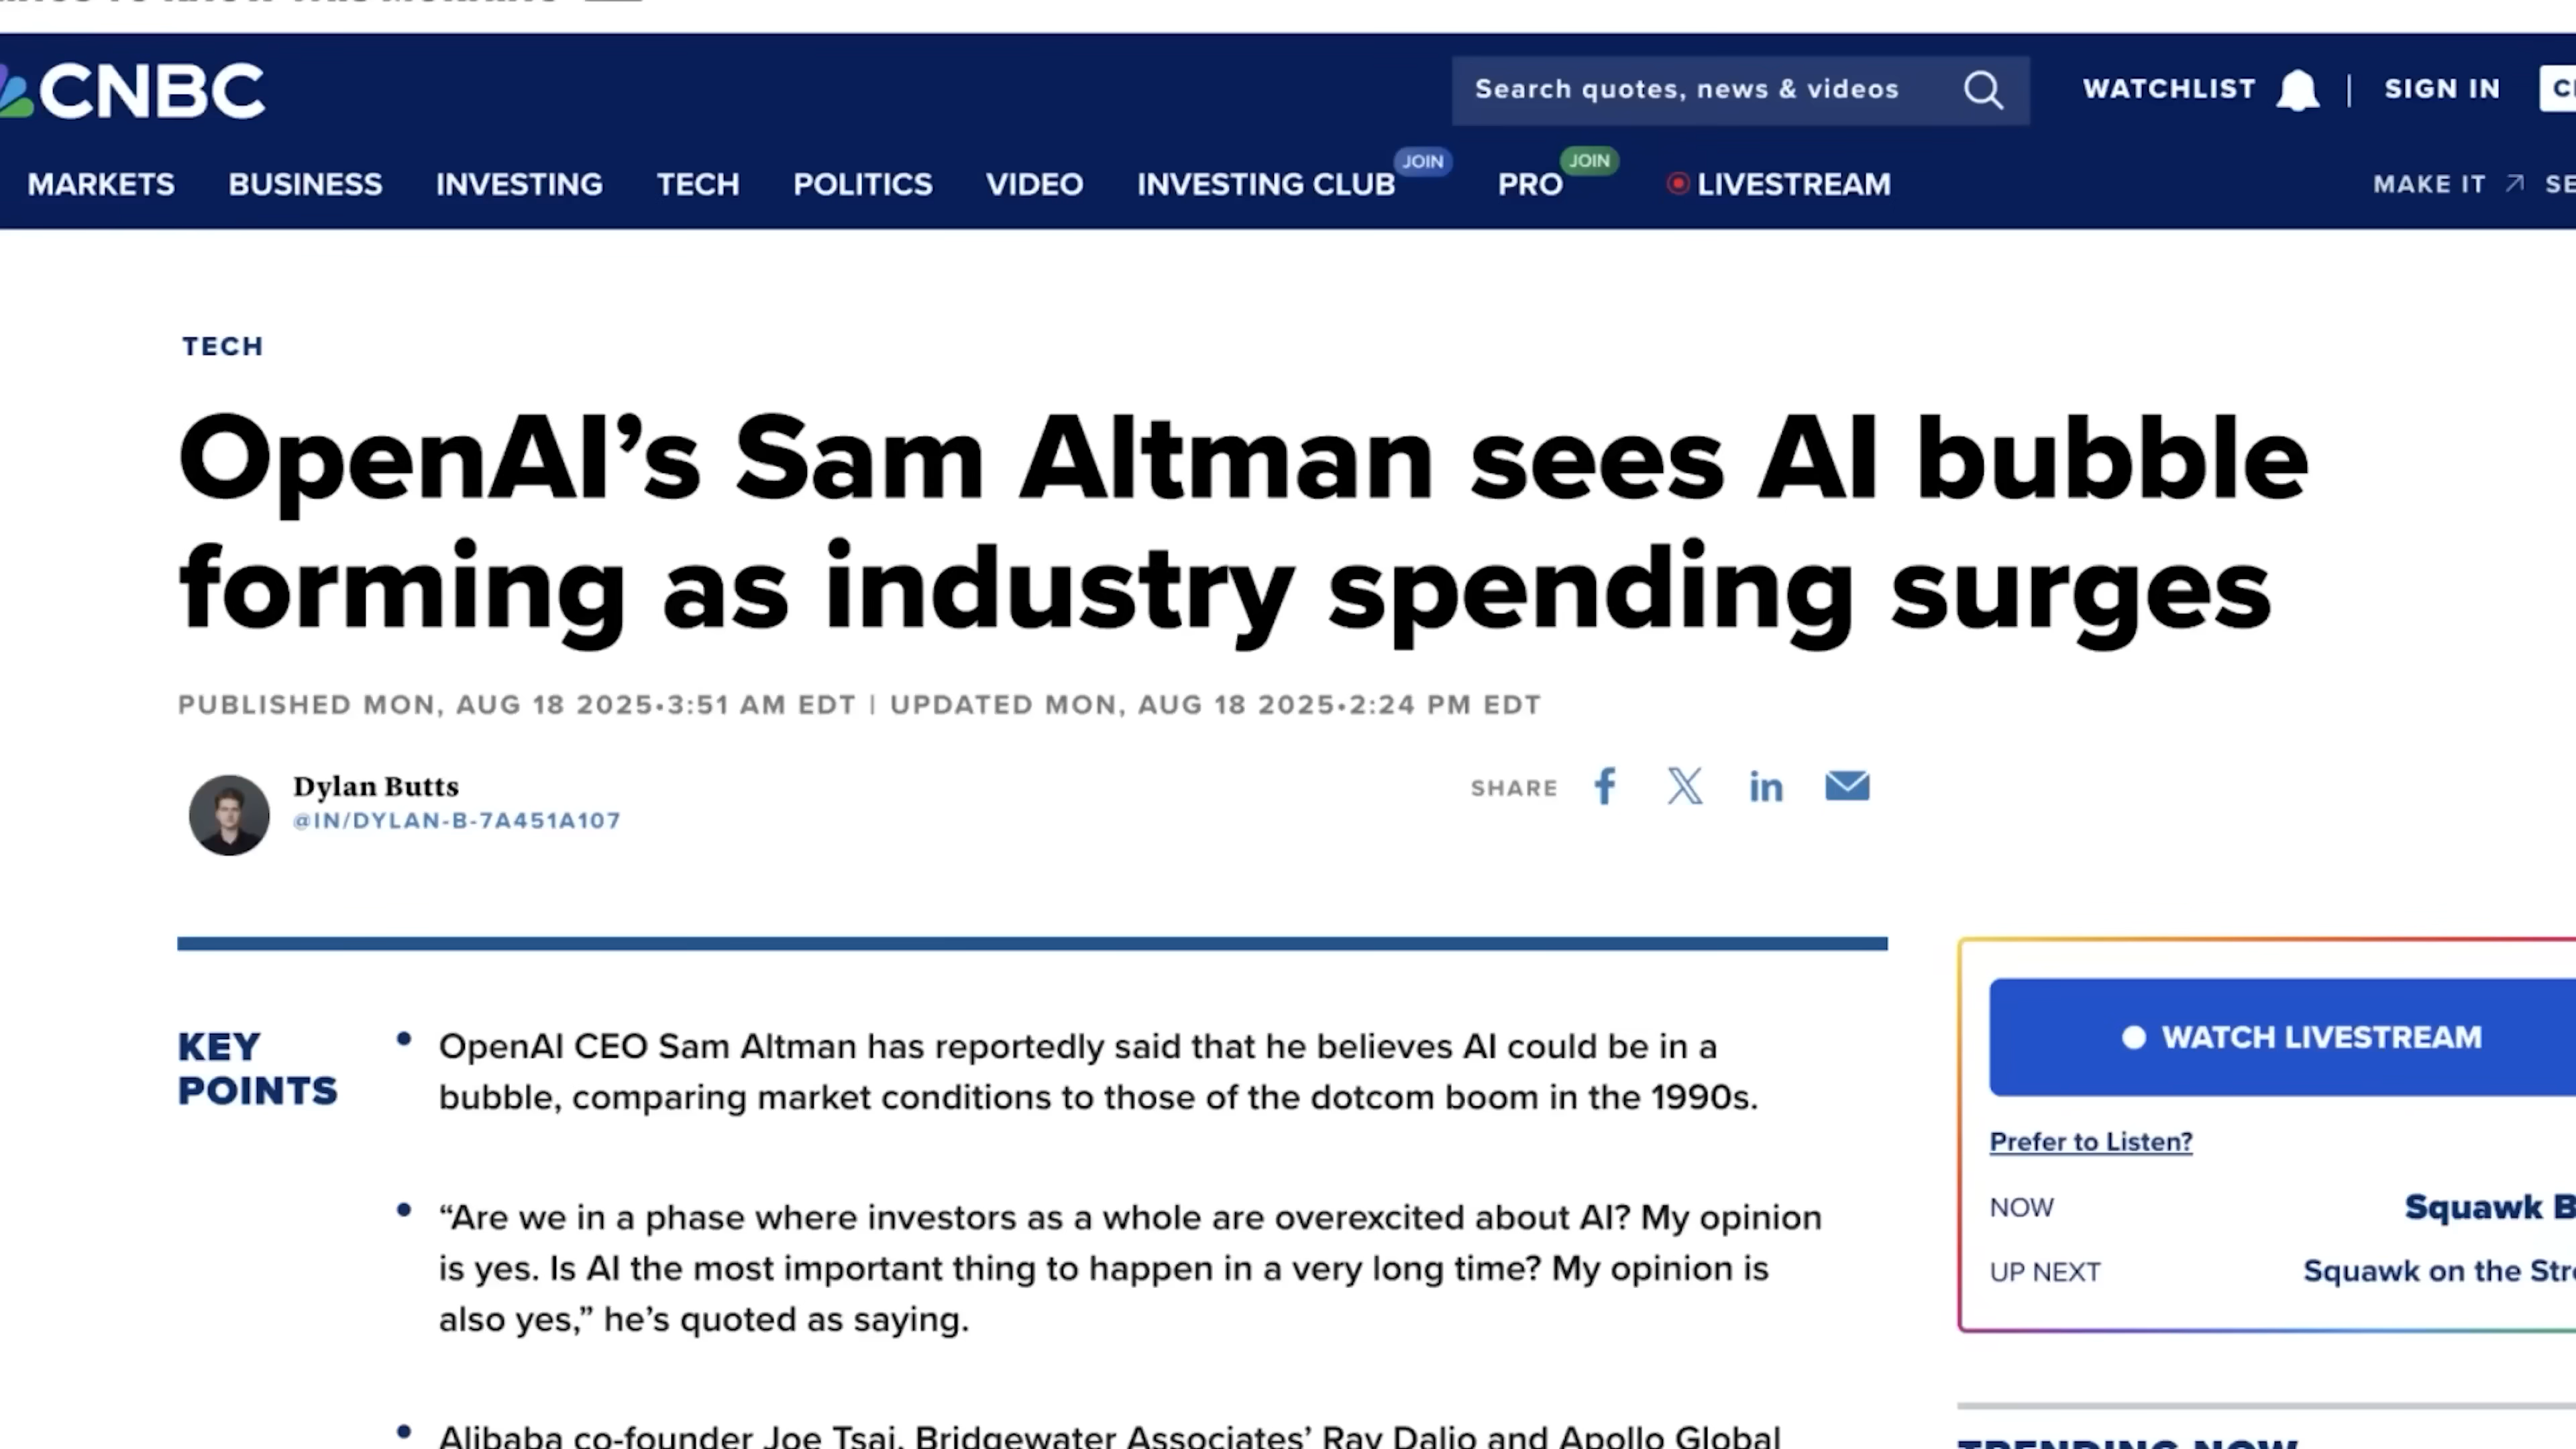 CNBC
Search quotes, news & videos
WATCHLIST | SIGN IN
MARKETS BUSINESS INVESTING TECH POLITICS VIDEO INVESTING CLUB JOIN PRO JOIN LIVESTREAM MAKE IT
TECH
OpenAI’s Sam Altman sees AI bubble
forming as industry spending surges
PUBLISHED MON, AUG 18 2025•3:51 AM EDT | UPDATED MON, AUG 18 2025•2:24 PM EDT
Dylan Butts
@IN/DYLAN-B-7A451A107
SHARE
KEY
POINTS
• OpenAI CEO Sam Altman has reportedly said that he believes AI could be in a
bubble, comparing market conditions to those of the dotcom boom in the 1990s.
• “Are we in a phase where investors as a whole are overexcited about AI? My opinion
is yes. Is AI the most important thing to happen in a very long time? My opinion is
also yes,” he’s quoted as saying.
• Alibaba co-founder Joe Tsai, Bridgewater Associates’ Ray Dalio and Apollo Global
WATCH LIVESTREAM
Prefer to Listen?
NOW Squawk B
UP NEXT Squawk on the Str
TRENDING NOW